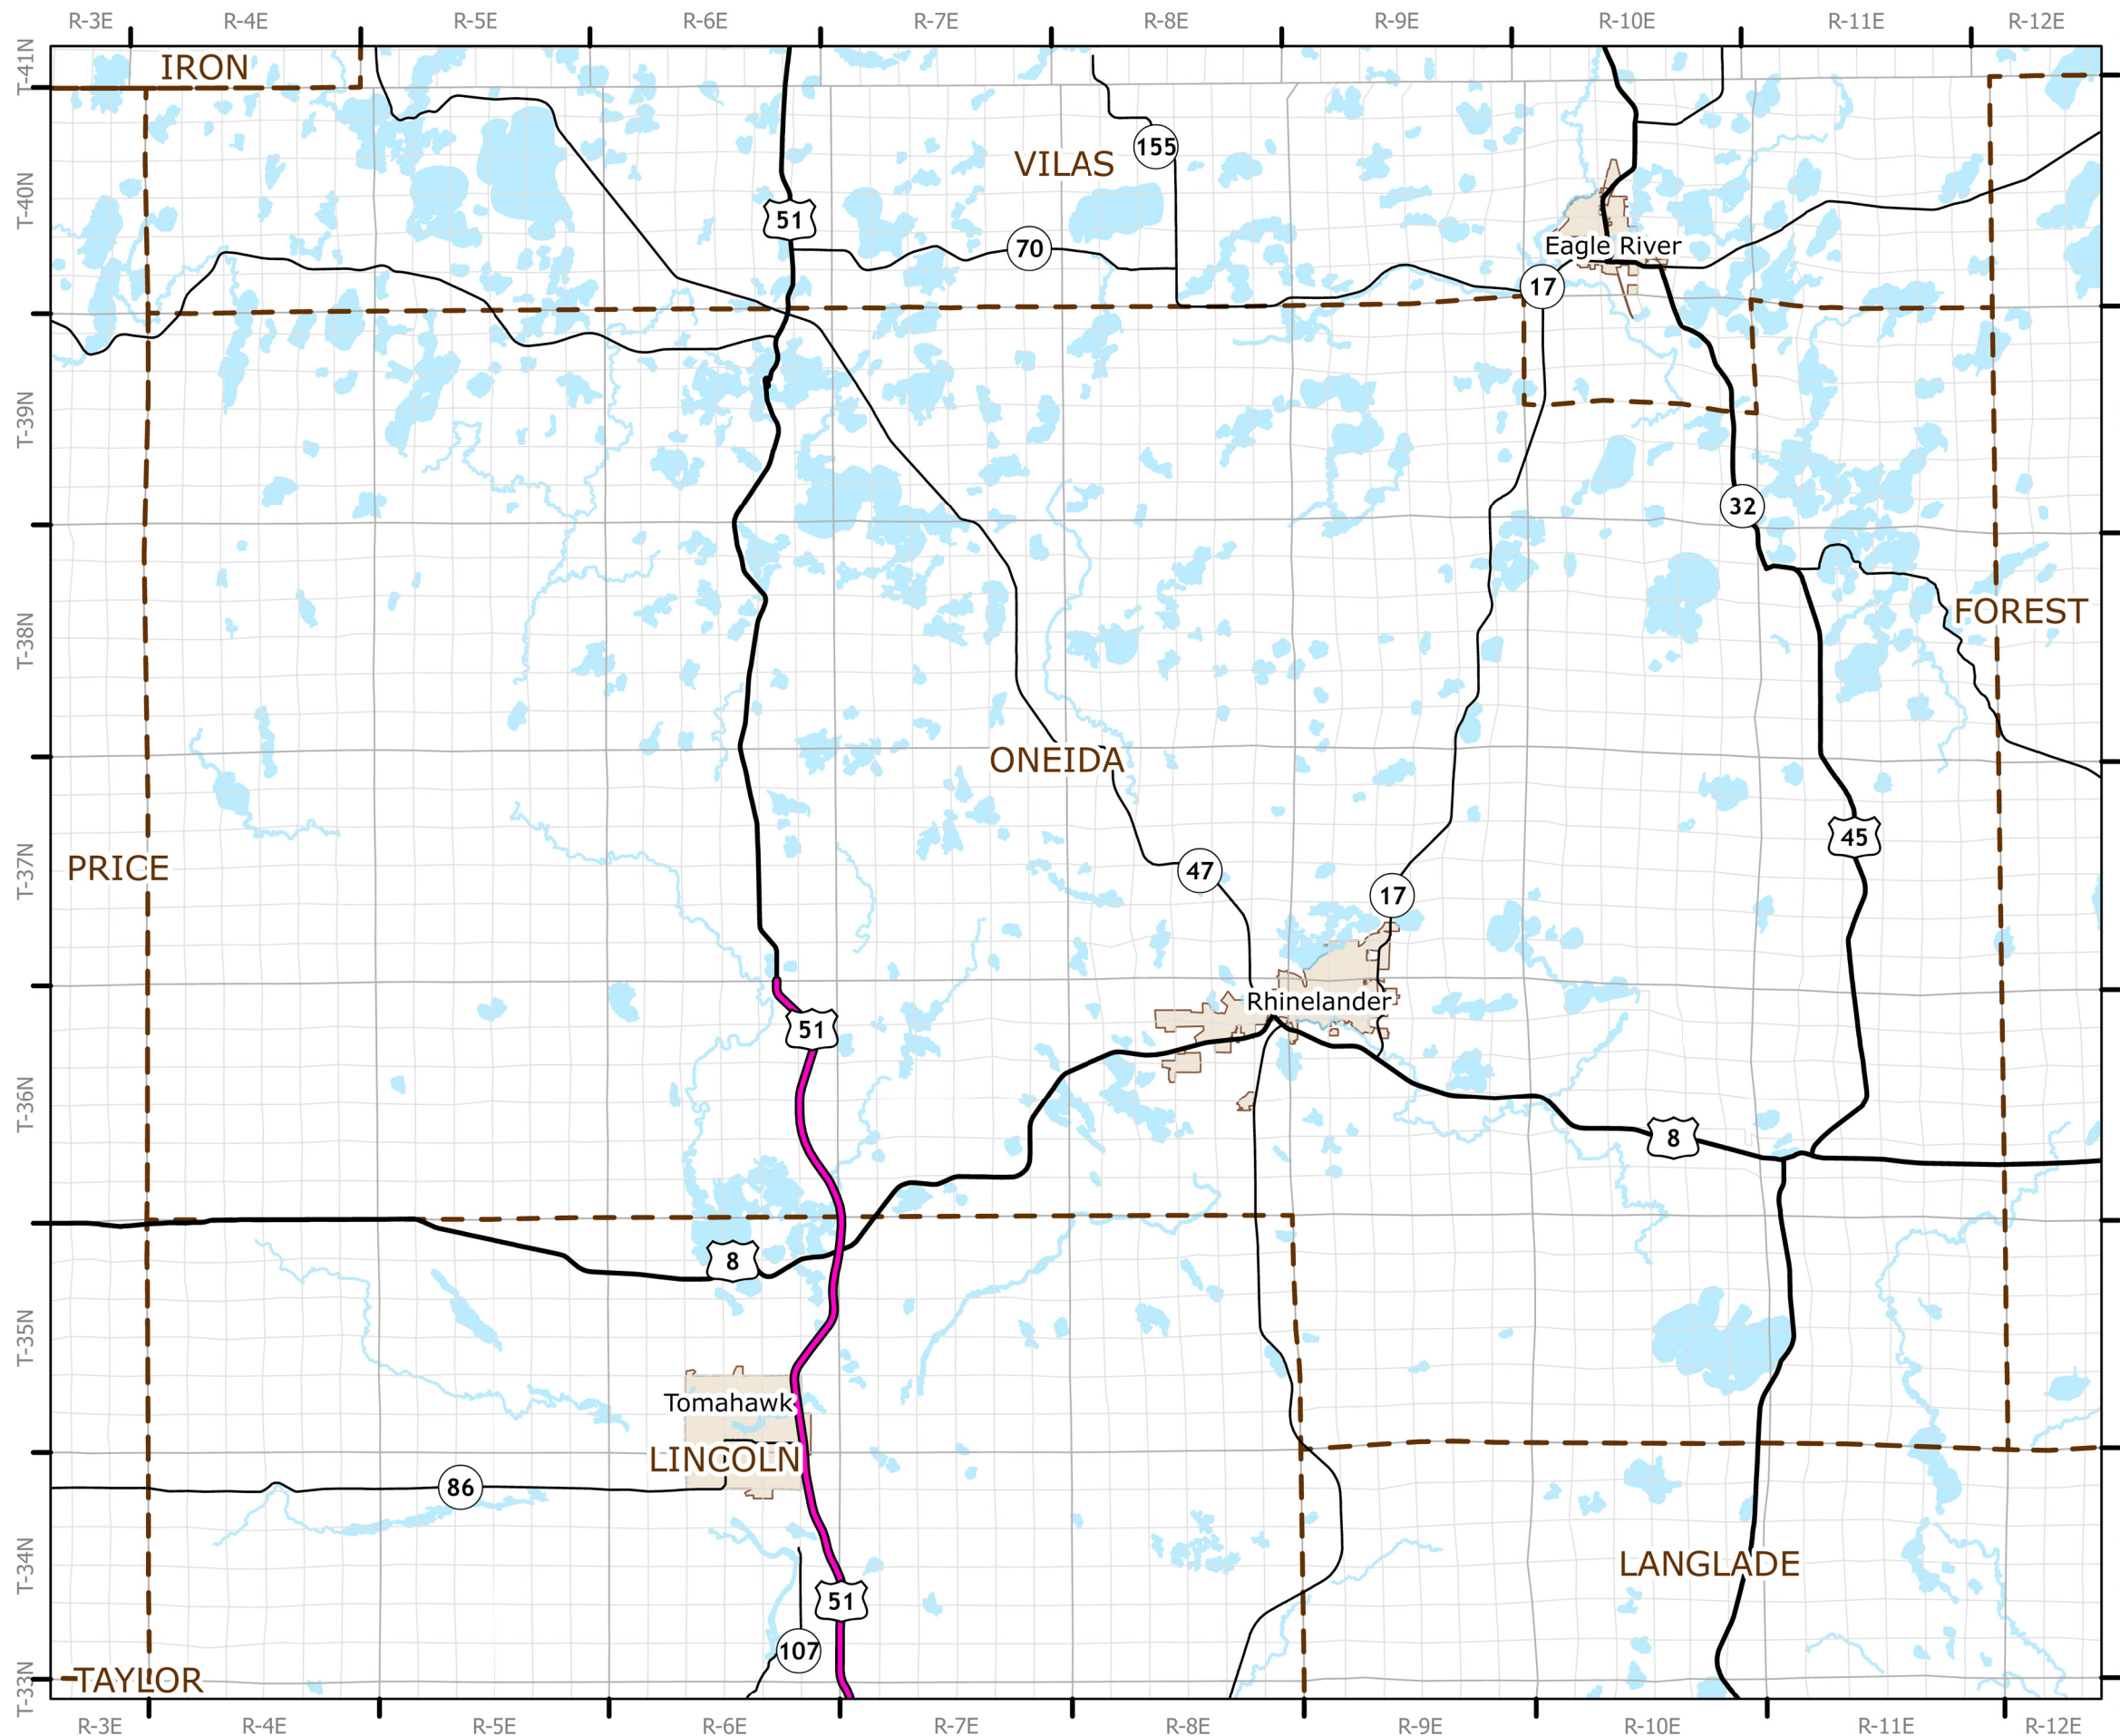 R-3E R-4E R-5E R-6E R-7E R-8E R-9E R-10E R-11E R-12E
T-41N
IRON
155
VILAS
T-40N
51
70
Eagle River
17
T-39N
32
FOREST
T-38N
ONEIDA
45
PRICE
47
T-37N
17
Rhinelander
51
T-36N
8
8
T-35N
Tomahawk
LINCOLN
86
LANGLADE
T-34N
51
107
TAYLOR
T-33N
R-3E R-4E R-5E R-6E R-7E R-8E R-9E R-10E R-11E R-12E